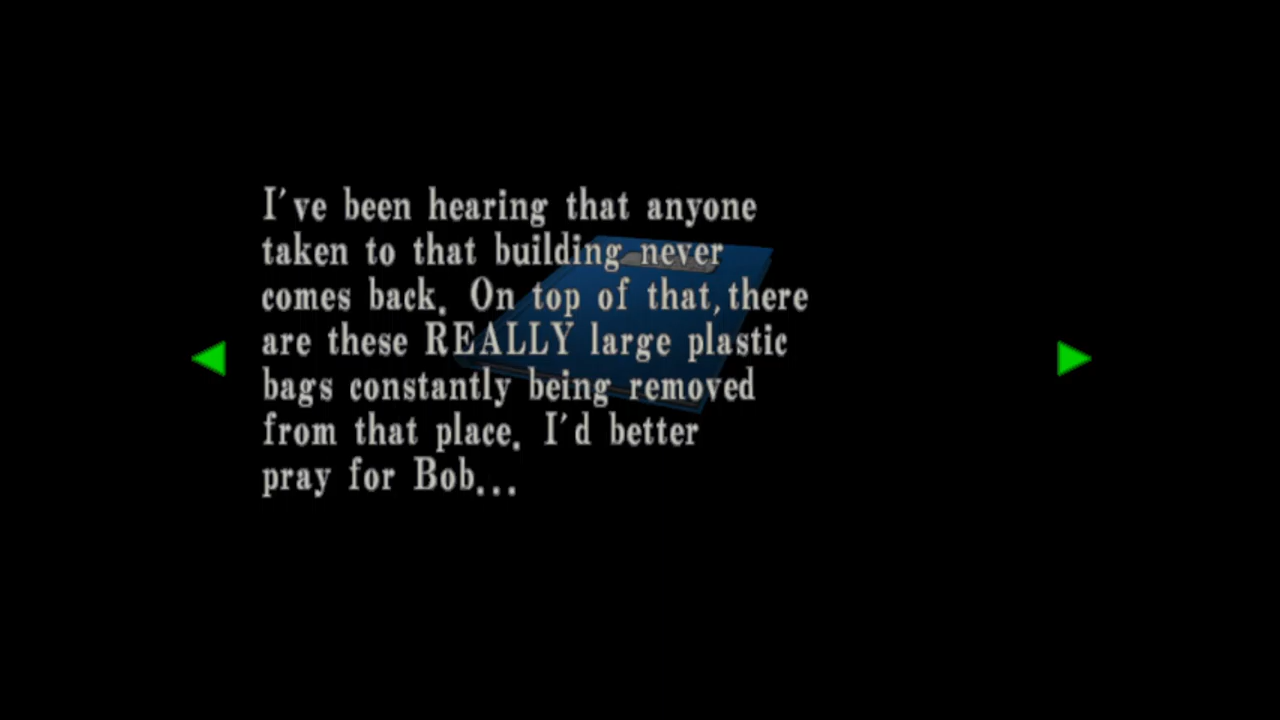 I've been hearing that anyone
taken to that building never
comes back. On top of that, there
are these REALLY large plastic
bags constantly being removed
from that place. I'd better
pray for Bob...